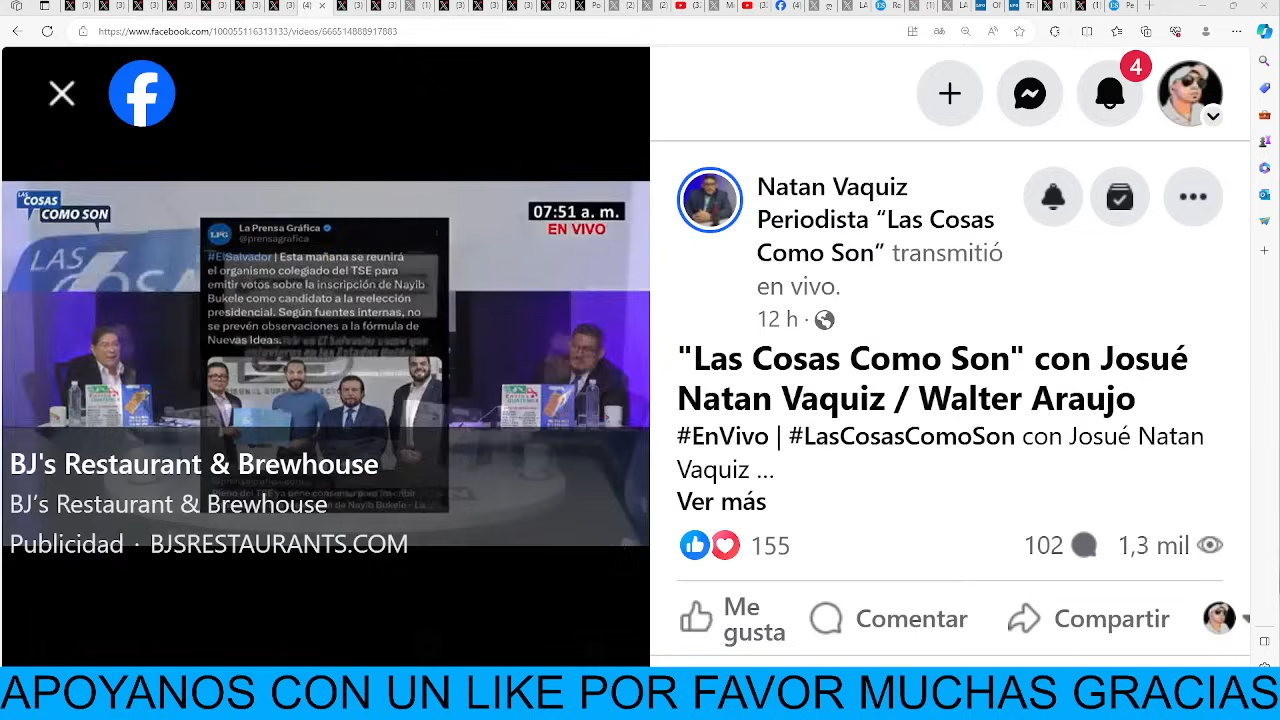 https://www.facebook.com/100055116313133/videos/666514888917883
4
LAS
COSAS
COMO SON
07:51 a. m.
EN VIVO
LAS
LPG
La Prensa Gráfica
@prensagrafica
#ElSalvador | Esta mañana se reunirá
el organismo colegiado del TSE para
emitir votos sobre la inscripción de Nayib
Bukele como candidato a la reelección
presidencial. Según fuentes internas, no
se prevén observaciones a la fórmula de
Nuevas Ideas.
BJ's Restaurant & Brewhouse
BJ's Restaurant & Brewhouse
Publicidad · BJSRESTAURANTS.COM
Natan Vaquiz
Periodista “Las Cosas
Como Son” transmitió
en vivo.
12 h ·
"Las Cosas Como Son" con Josué
Natan Vaquiz / Walter Araujo
#EnVivo | #LasCosasComoSon con Josué Natan
Vaquiz ...
Ver más
155
102
1,3 mil
Me
gusta
Comentar
Compartir
APOYANOS CON UN LIKE POR FAVOR MUCHAS GRACIAS